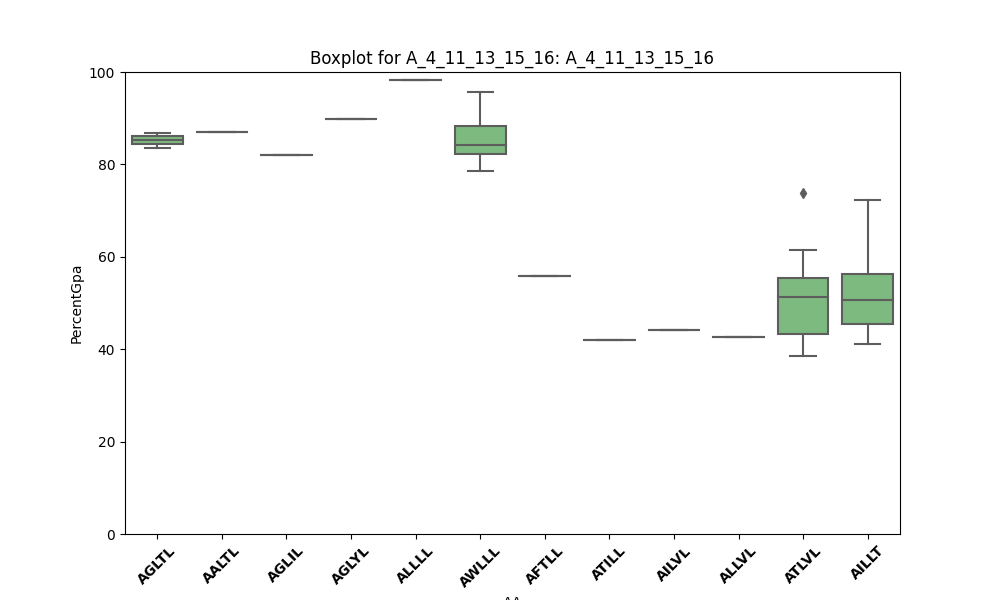 Boxplot for A_4_11_13_15_16: A_4_11_13_15_16
100
80
60
40
20
0
PercentGpa
AGLTL
AALTL
AGLIL
AGLYL
ALLLL
AWLLL
AFTLL
ATILL
AILVL
ALLVL
ATLVL
AILLT